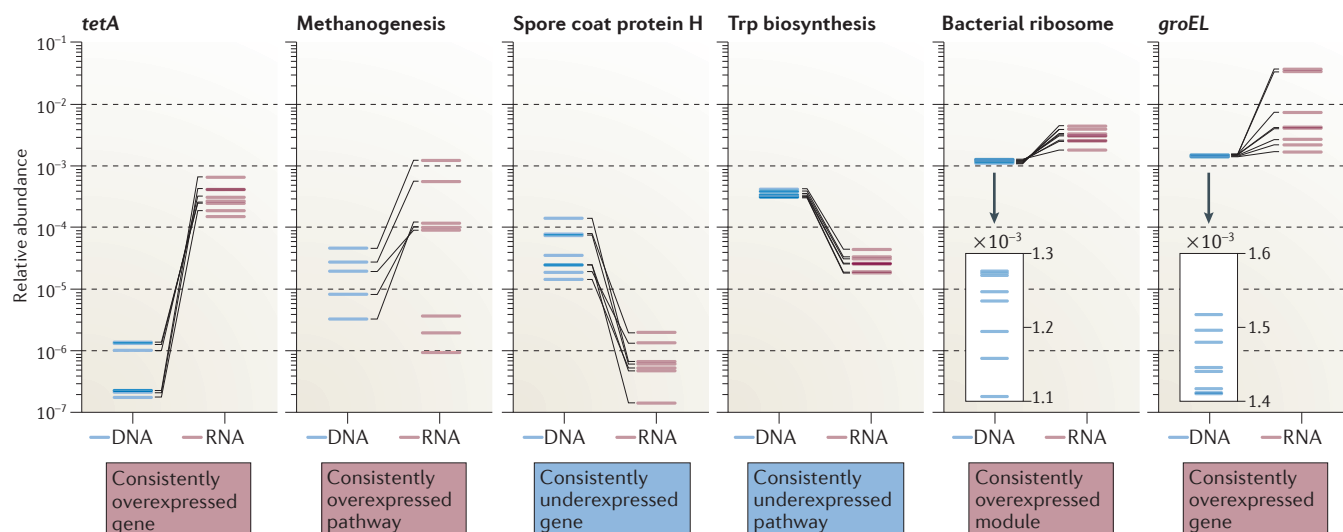 tetA
Methanogenesis
Spore coat protein H
Trp biosynthesis
Bacterial ribosome
groEL
Relative abundance
10⁻¹
10⁻²
10⁻³
10⁻⁴
10⁻⁵
10⁻⁶
10⁻⁷
×10⁻³
1.3
1.2
1.1
×10⁻³
1.6
1.5
1.4
DNA RNA
DNA RNA
DNA RNA
DNA RNA
DNA RNA
DNA RNA
Consistently
overexpressed
gene
Consistently
overexpressed
pathway
Consistently
underexpressed
gene
Consistently
underexpressed
pathway
Consistently
overexpressed
module
Consistently
overexpressed
gene